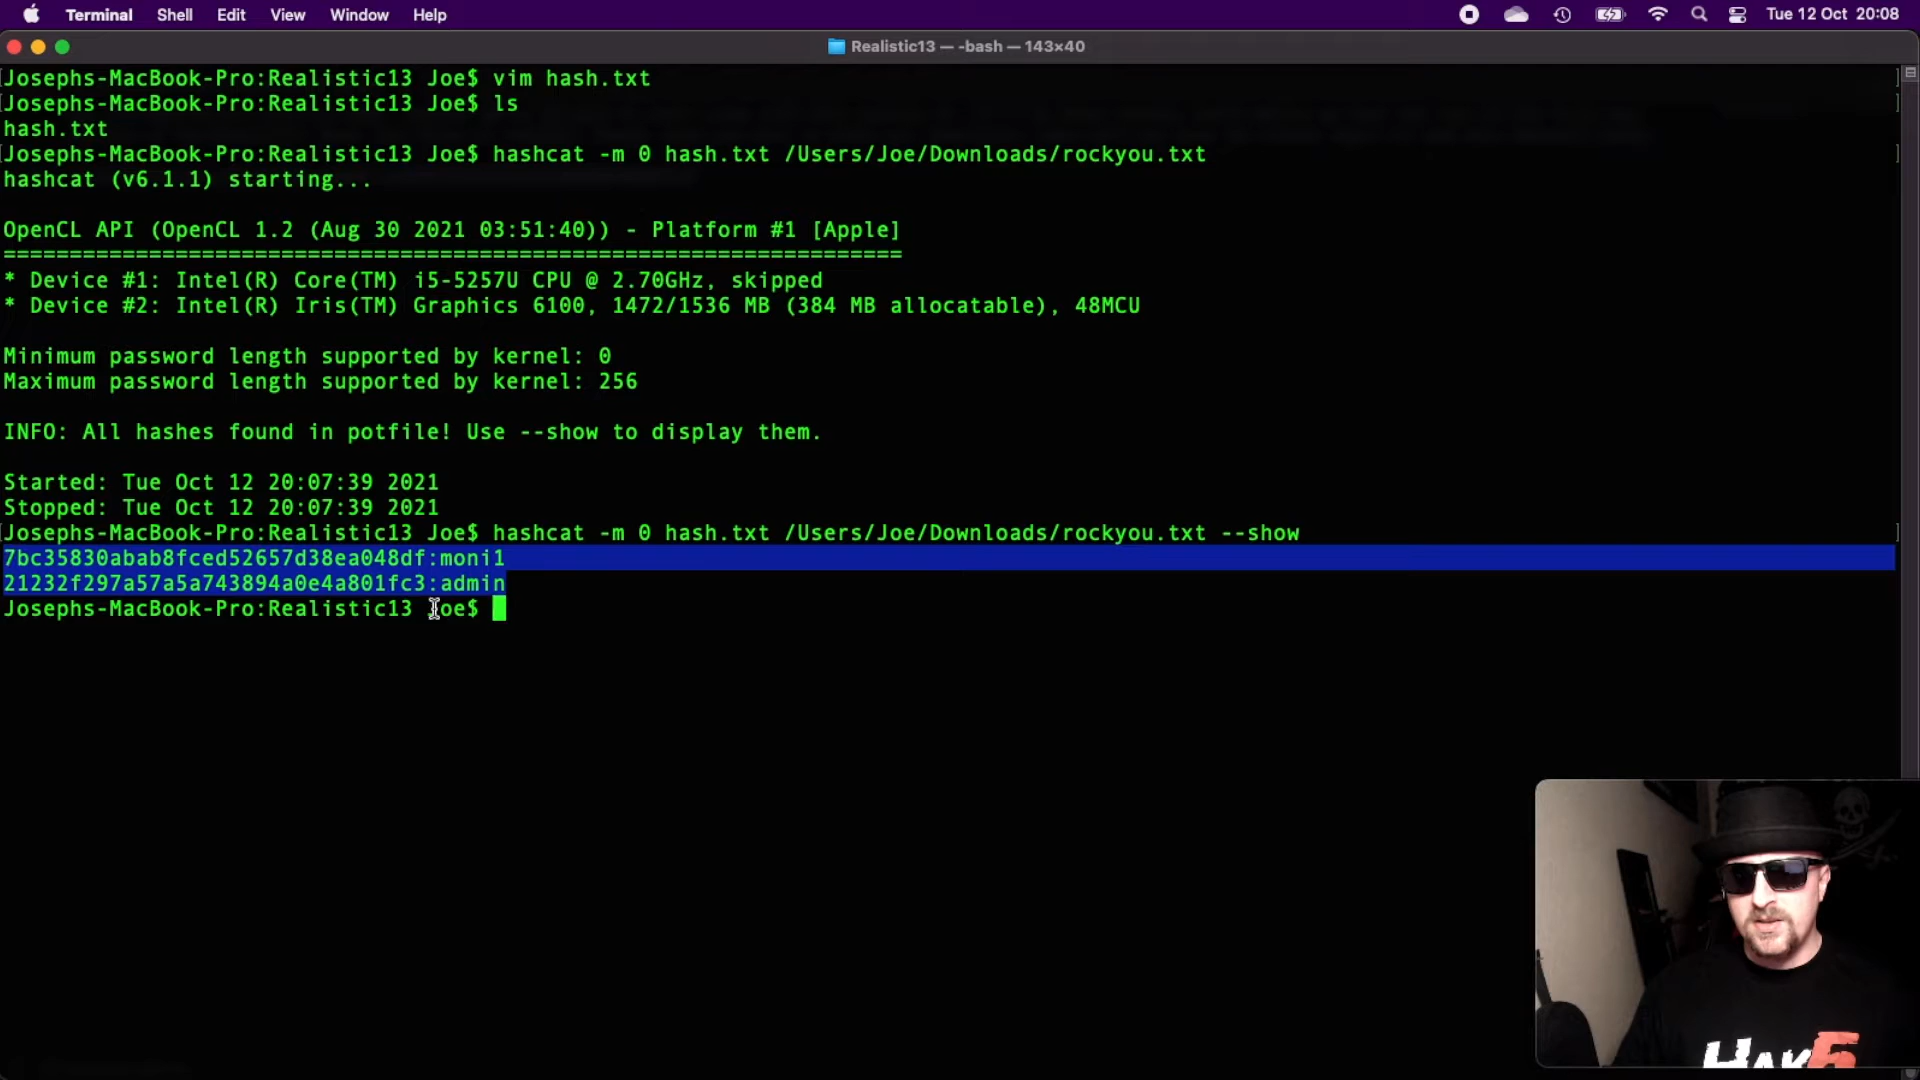 Terminal Shell Edit View Window Help Tue 12 Oct 20:08
Realistic13 — -bash — 143×40
Josephs-MacBook-Pro:Realistic13 Joe$ vim hash.txt
Josephs-MacBook-Pro:Realistic13 Joe$ ls
hash.txt
Josephs-MacBook-Pro:Realistic13 Joe$ hashcat -m 0 hash.txt /Users/Joe/Downloads/rockyou.txt
hashcat (v6.1.1) starting...
OpenCL API (OpenCL 1.2 (Aug 30 2021 03:51:40)) - Platform #1 [Apple]
====================================================================
* Device #1: Intel(R) Core(TM) i5-5257U CPU @ 2.70GHz, skipped
* Device #2: Intel(R) Iris(TM) Graphics 6100, 1472/1536 MB (384 MB allocatable), 48MCU
Minimum password length supported by kernel: 0
Maximum password length supported by kernel: 256
INFO: All hashes found in potfile! Use --show to display them.
Started: Tue Oct 12 20:07:39 2021
Stopped: Tue Oct 12 20:07:39 2021
Josephs-MacBook-Pro:Realistic13 Joe$ hashcat -m 0 hash.txt /Users/Joe/Downloads/rockyou.txt --show
7bc35830abab8fced52657d38ea048df:moni1
21232f297a57a5a743894a0e4a801fc3:admin
Josephs-MacBook-Pro:Realistic13 Joe$
HAK5